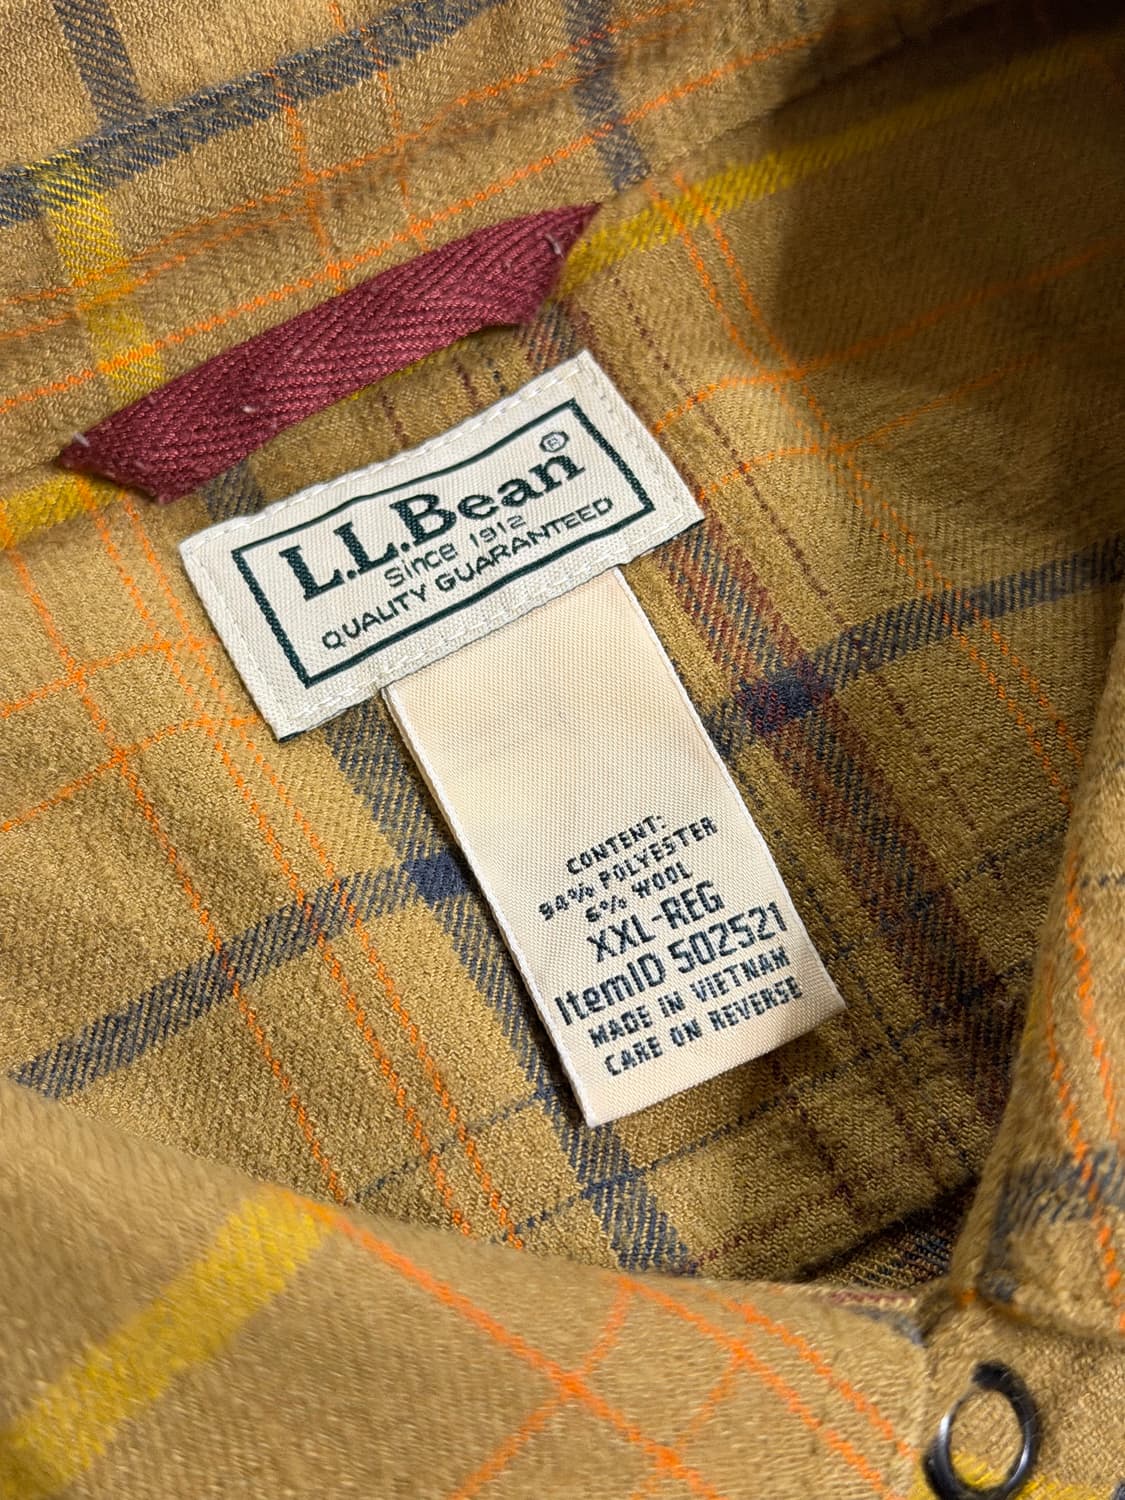 L.L.Bean®
since 1912
QUALITY GUARANTEED
CONTENT:
94% POLYESTER
6% WOOL
XXL-REG
ItemID 502521
MADE IN VIETNAM
CARE ON REVERSE